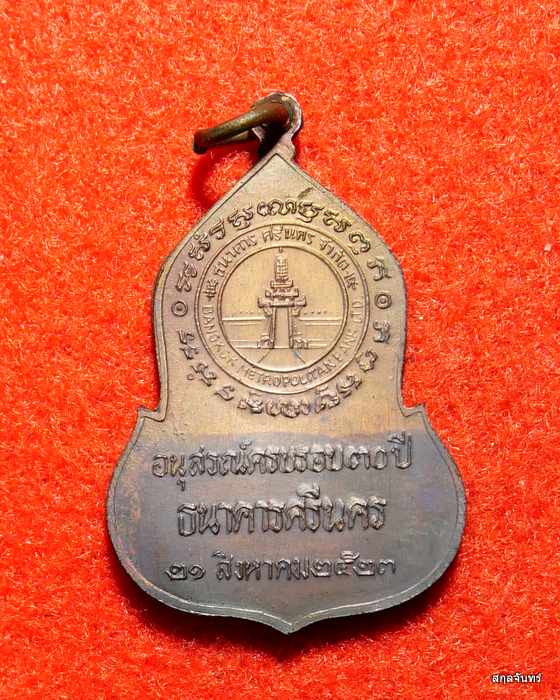 ธนาคาร ศรีนคร จำกัด
BANGKOK METROPOLITAN BANK LTD
อนุสรณ์ครบรอบ๓๐ปี
ธนาคารศรีนคร
๒๑ สิงหาคม๒๕๒๓
สกุลจันทร์